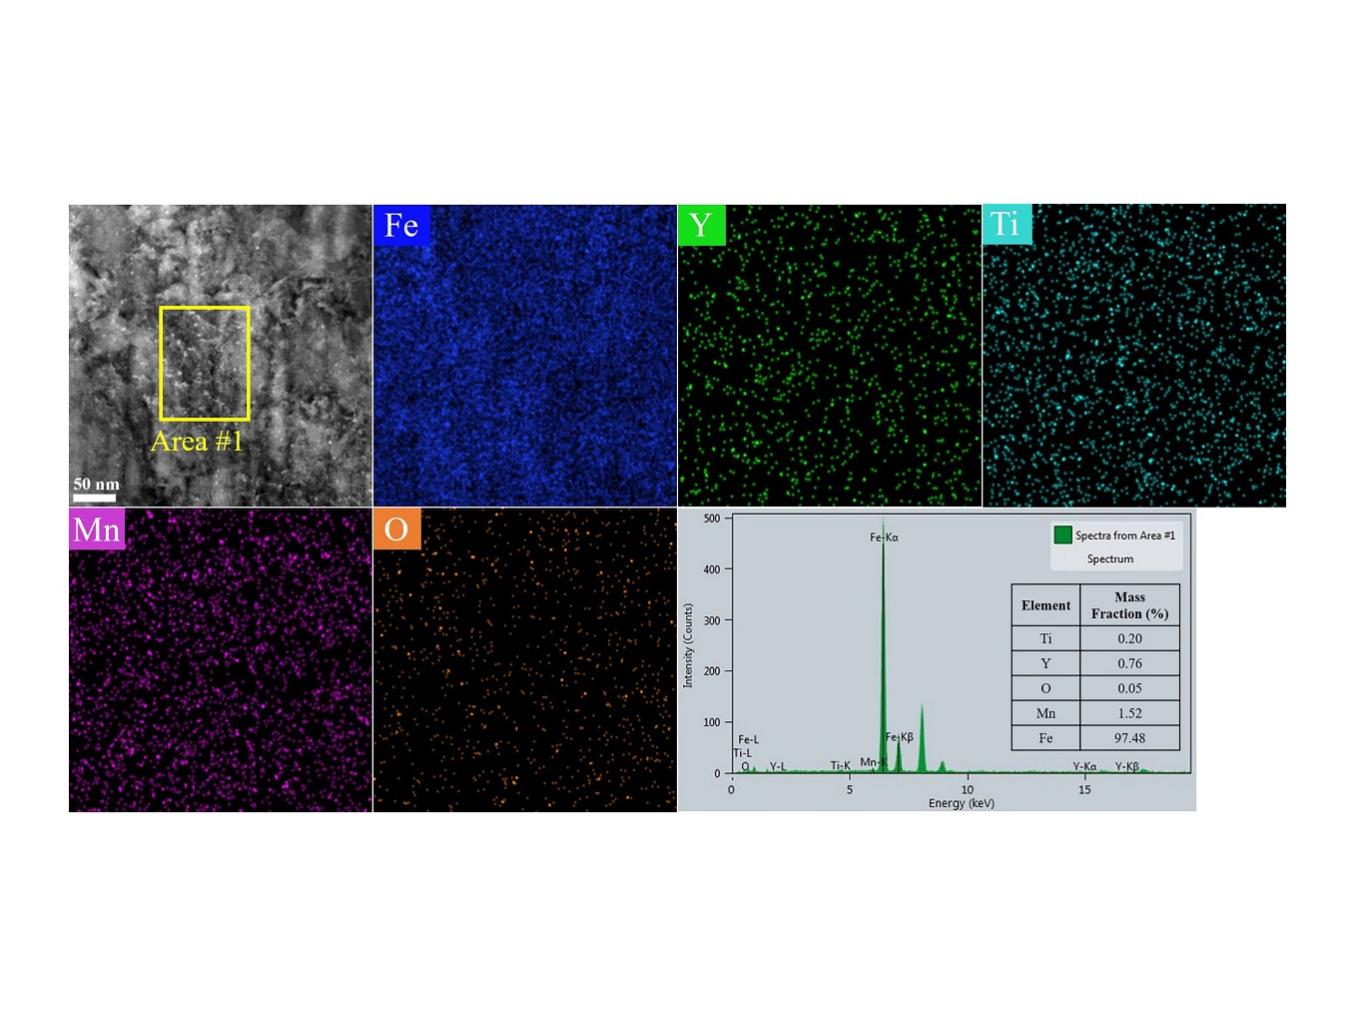 Fe
Y
Ti
Area #1
50 nm
Mn
O
500
400
300
200
100
0
Intensity (Counts)
Fe-Kα
Fe-Kβ
Fe-L
Ti-L
O
Y-L
Ti-K
Mn-K
Y-Kα
Y-Kβ
0
5
10
15
Energy (keV)
Spectra from Area #1
Spectrum
Element Mass Fraction (%)
Ti 0.20
Y 0.76
O 0.05
Mn 1.52
Fe 97.48